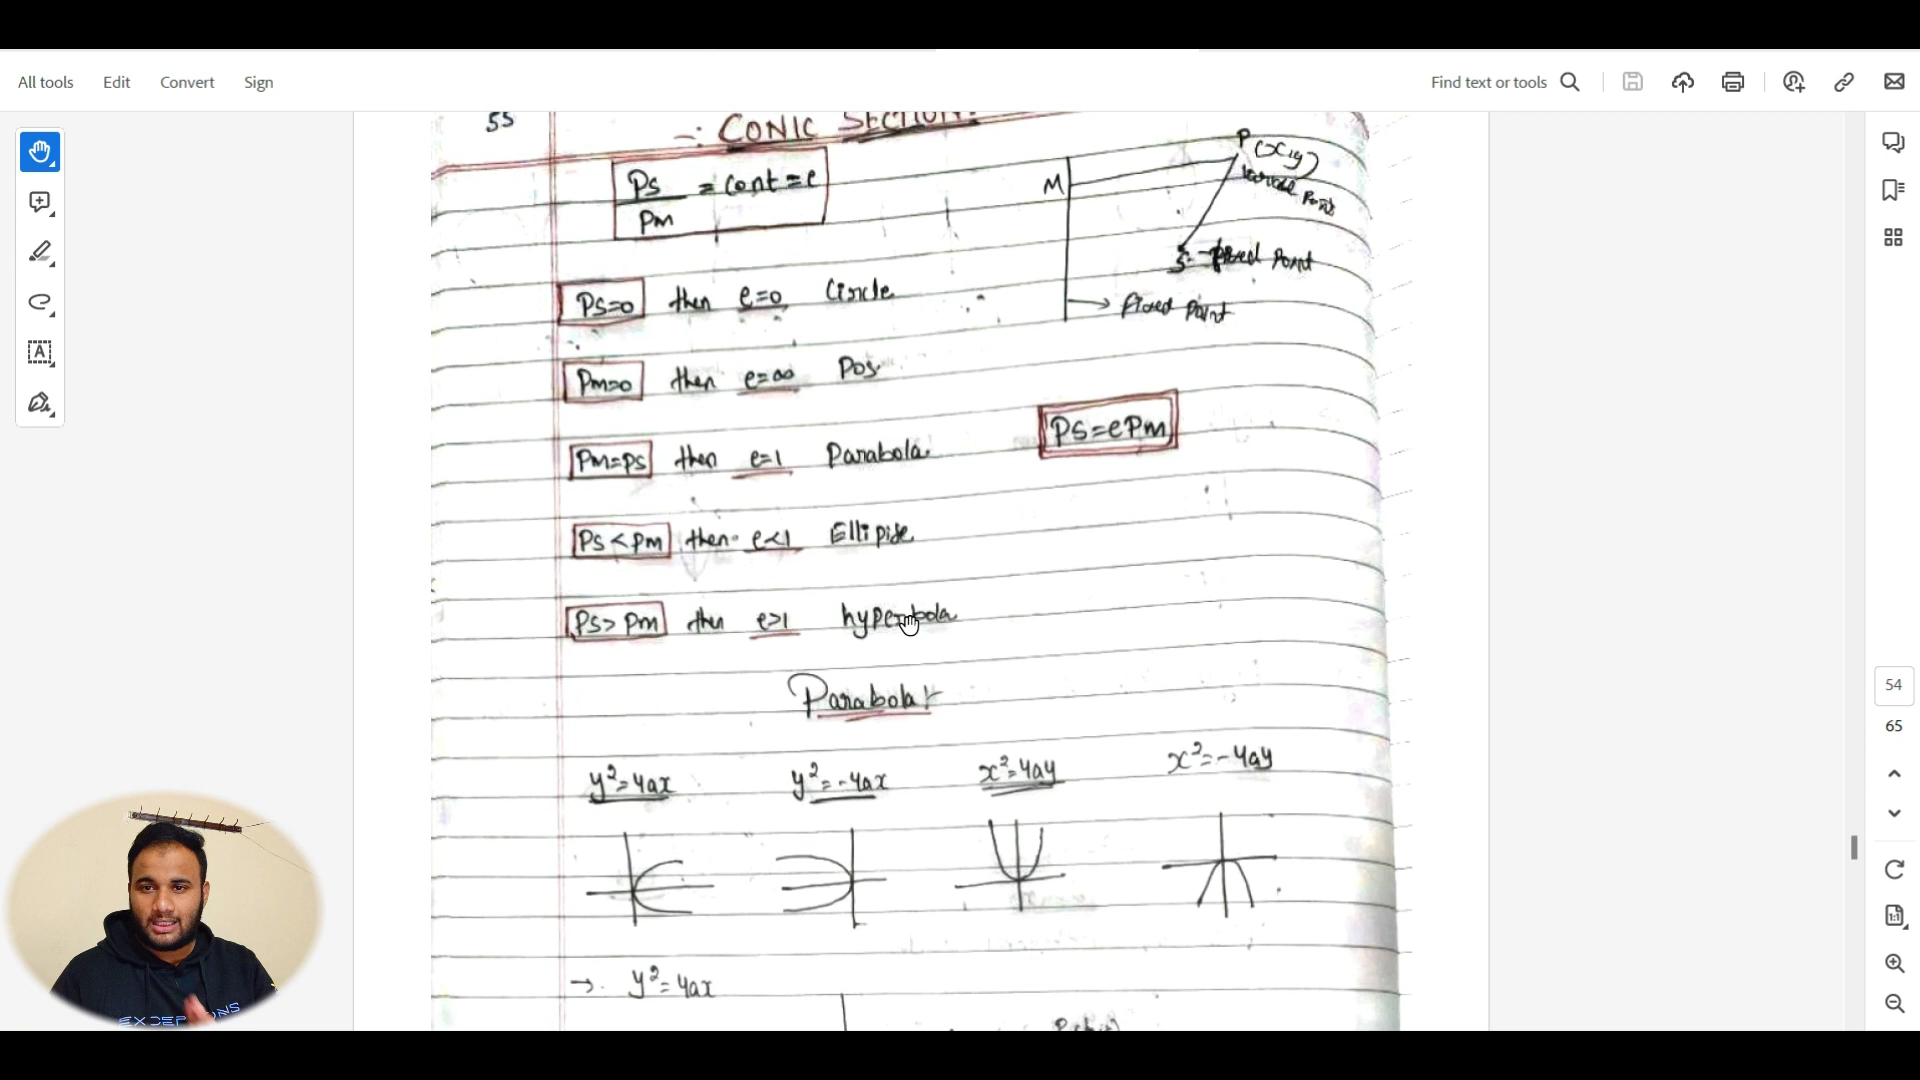 All tools Edit Convert Sign Find text or tools
55 -: CONIC SECTION:
PS/PM = cont = e
P(x,y)
M
S - fixed Point
→ fixed Point
PS=0 then e=0 Circle
PM=0 then e=∞ Pos
PS=ePM
PM=PS then e=1 Parabola
PS<PM then e<1 Ellipise
PS>PM then e>1 hyperbola
Parabola
y²=4ax y²=-4ax x²=4ay x²=-4ay
→ y²=4ax
54
65